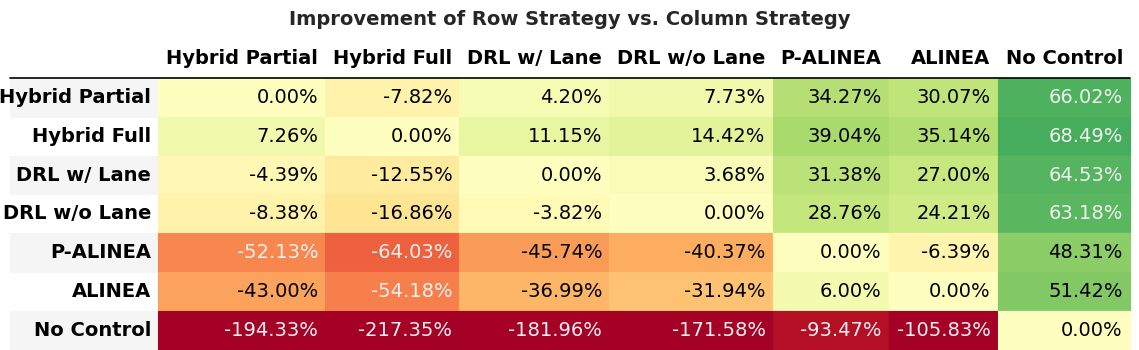 Improvement of Row Strategy vs. Column Strategy
Hybrid Partial Hybrid Full DRL w/ Lane DRL w/o Lane P-ALINEA ALINEA No Control
Hybrid Partial 0.00% -7.82% 4.20% 7.73% 34.27% 30.07% 66.02%
Hybrid Full 7.26% 0.00% 11.15% 14.42% 39.04% 35.14% 68.49%
DRL w/ Lane -4.39% -12.55% 0.00% 3.68% 31.38% 27.00% 64.53%
DRL w/o Lane -8.38% -16.86% -3.82% 0.00% 28.76% 24.21% 63.18%
P-ALINEA -52.13% -64.03% -45.74% -40.37% 0.00% -6.39% 48.31%
ALINEA -43.00% -54.18% -36.99% -31.94% 6.00% 0.00% 51.42%
No Control -194.33% -217.35% -181.96% -171.58% -93.47% -105.83% 0.00%